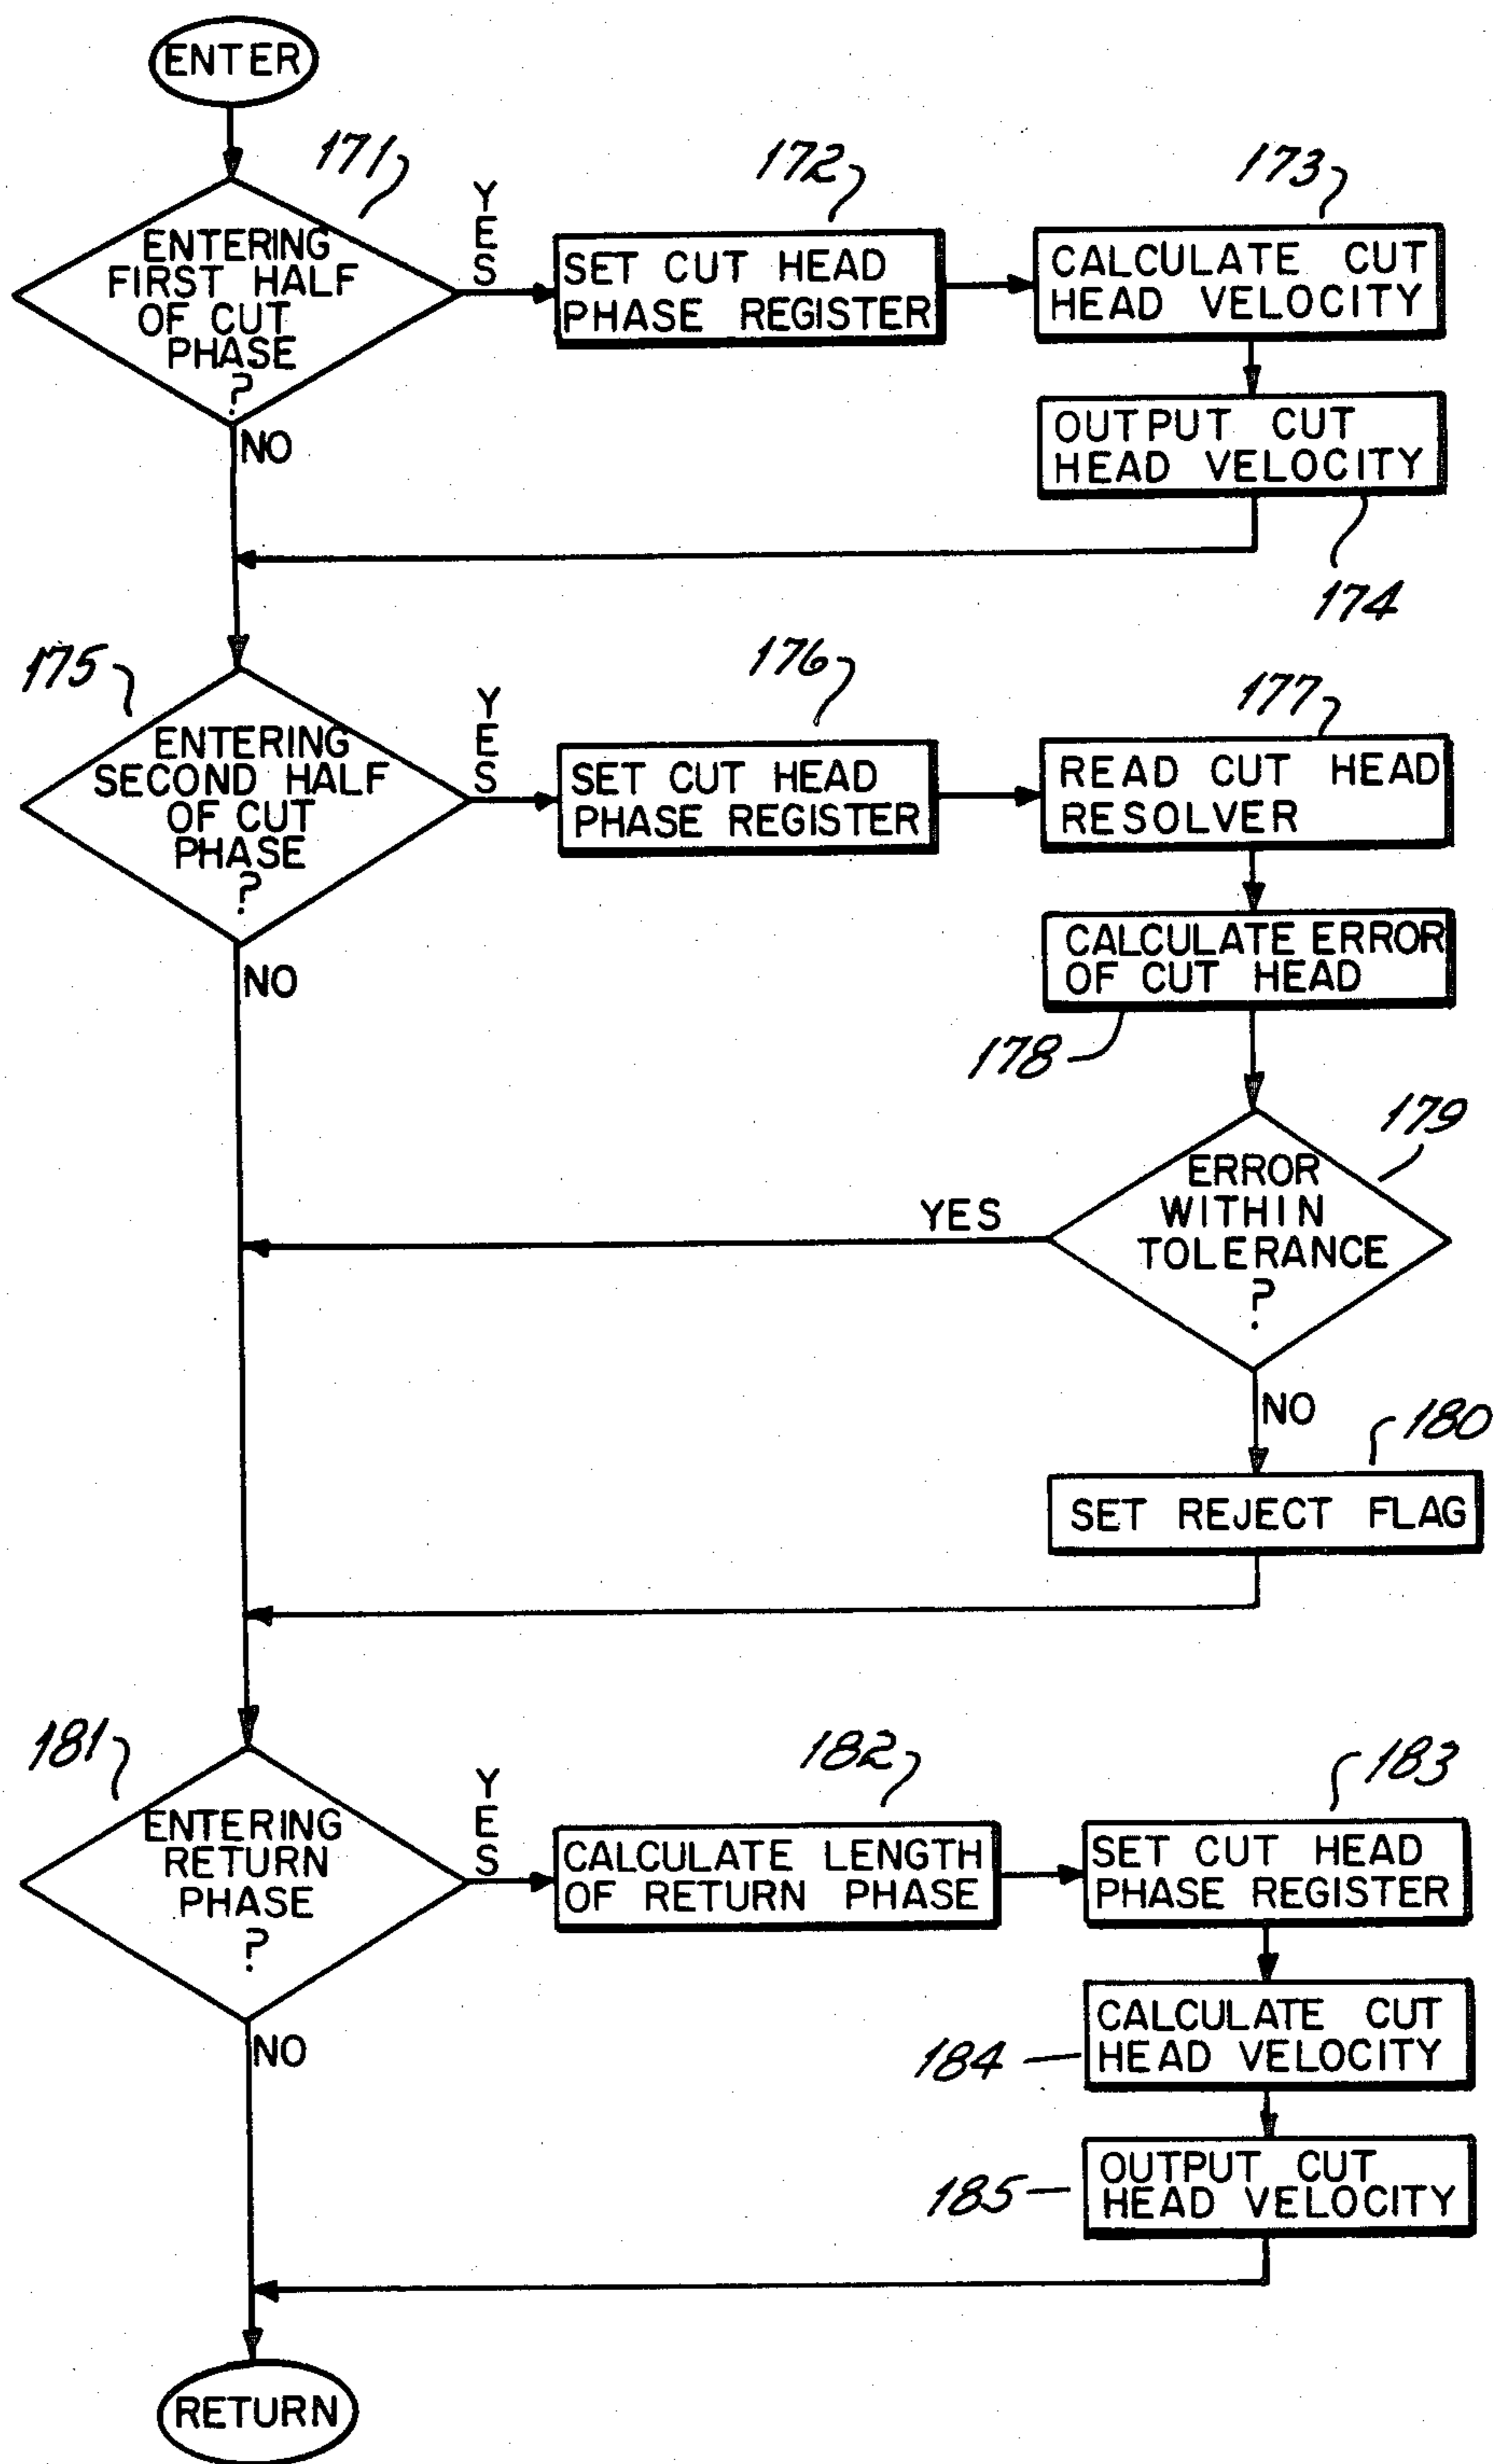 ENTER
171
ENTERING
FIRST HALF
OF CUT
PHASE
?
YES
172
SET CUT HEAD
PHASE REGISTER
173
CALCULATE CUT
HEAD VELOCITY
OUTPUT CUT
HEAD VELOCITY
174
NO
175
ENTERING
SECOND HALF
OF CUT
PHASE
?
YES
176
SET CUT HEAD
PHASE REGISTER
177
READ CUT HEAD
RESOLVER
CALCULATE ERROR
OF CUT HEAD
178
NO
179
ERROR
WITHIN
TOLERANCE
?
YES
NO
180
SET REJECT FLAG
181
ENTERING
RETURN
PHASE
?
YES
182
CALCULATE LENGTH
OF RETURN PHASE
183
SET CUT HEAD
PHASE REGISTER
184
CALCULATE CUT
HEAD VELOCITY
185
OUTPUT CUT
HEAD VELOCITY
NO
RETURN